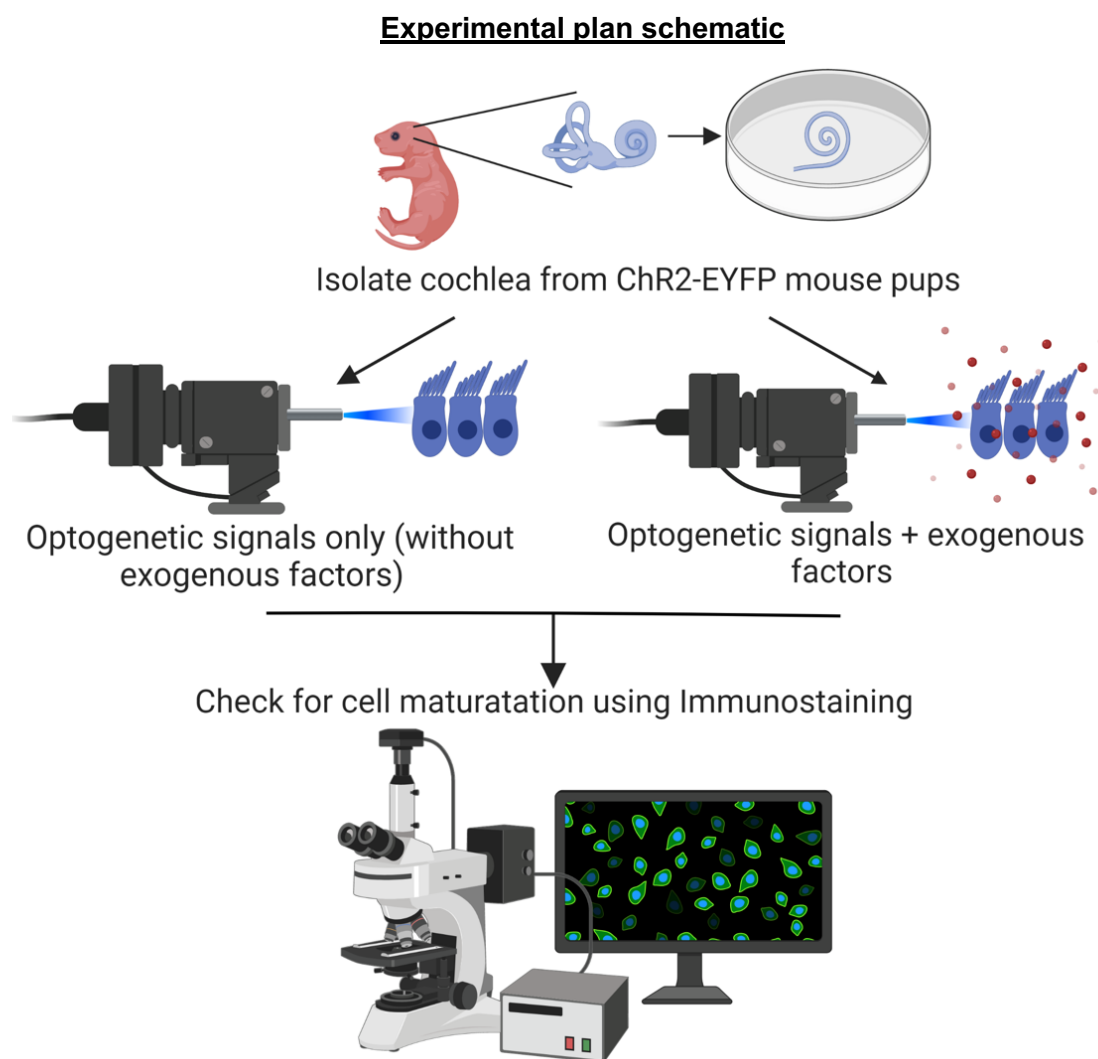 Experimental plan schematic
Isolate cochlea from ChR2-EYFP mouse pups
Optogenetic signals only (without
exogenous factors)
Optogenetic signals + exogenous
factors
Check for cell maturatation using Immunostaining